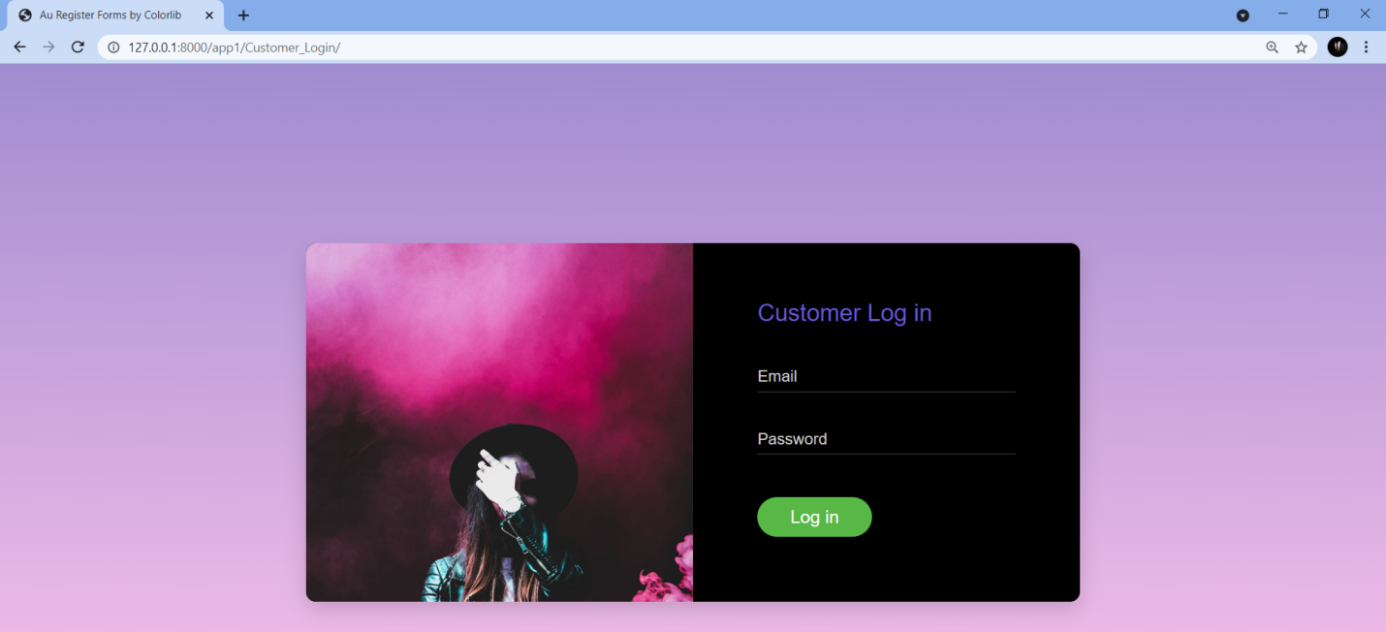 Au Register Forms by Colorlib
127.0.0.1:8000/app1/Customer_Login/
Customer Log in
Email
Password
Log in